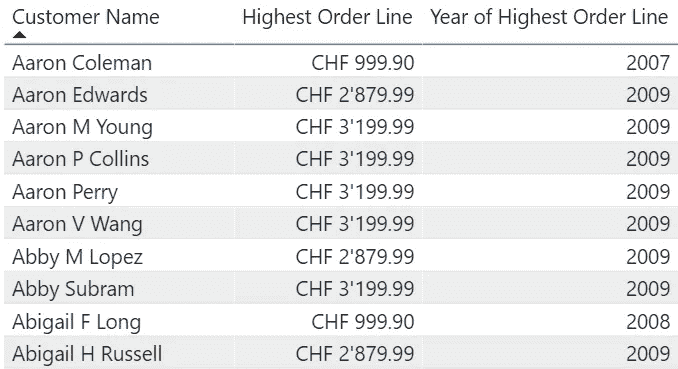 Customer Name Highest Order Line Year of Highest Order Line
Aaron Coleman CHF 999.90 2007
Aaron Edwards CHF 2'879.99 2009
Aaron M Young CHF 3'199.99 2009
Aaron P Collins CHF 3'199.99 2009
Aaron Perry CHF 3'199.99 2009
Aaron V Wang CHF 3'199.99 2009
Abby M Lopez CHF 2'879.99 2009
Abby Subram CHF 3'199.99 2009
Abigail F Long CHF 999.90 2008
Abigail H Russell CHF 2'879.99 2009